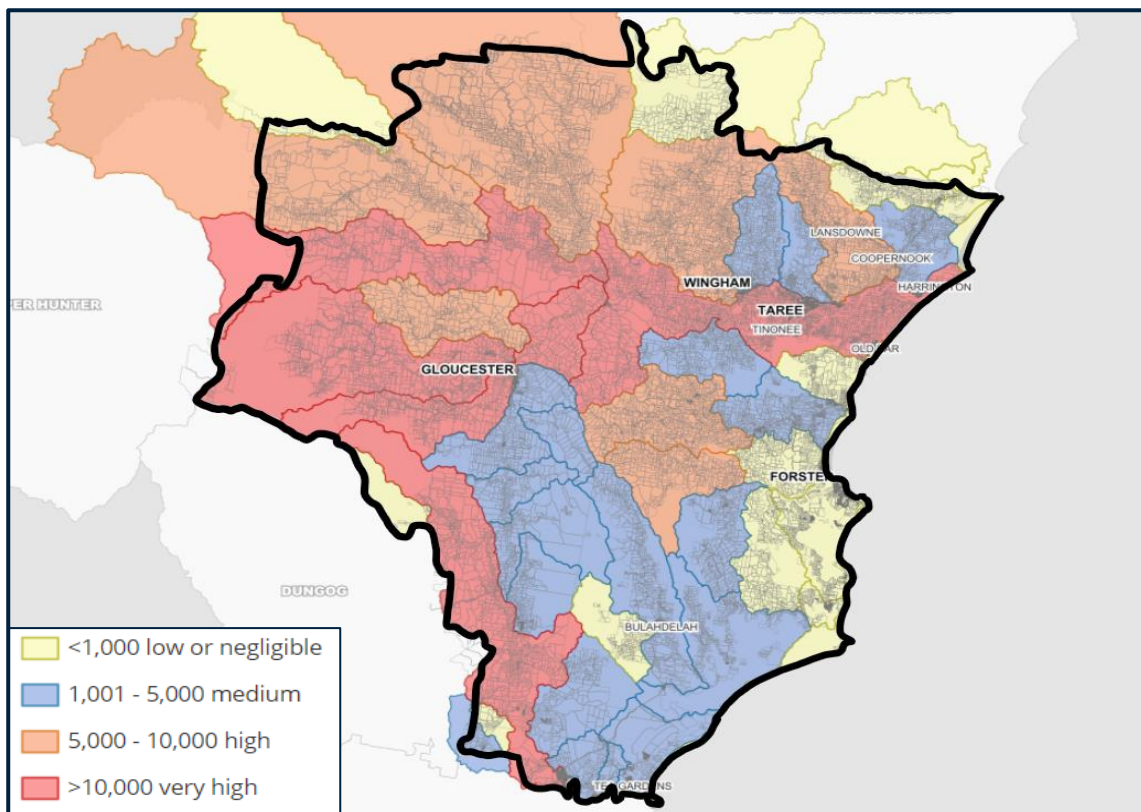 LANSDOWNE
COOPERNOOK
WINGHAM
HARRINGTON
TAREE
TINONEE
GLOUCESTER
FORSTER
DUNGOG
BULAHDELAH
<1,000 low or negligible
1,001 - 5,000 medium
5,000 - 10,000 high
>10,000 very high